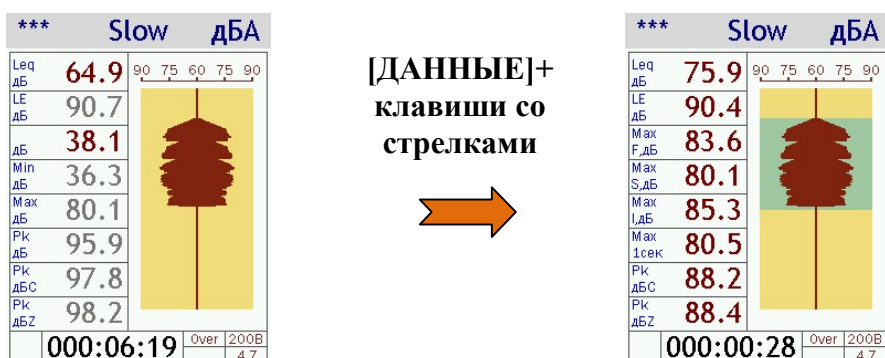 *** Slow дБА
Leq дБ 64.9 90 75 60 75 90
LE дБ 90.7
дБ 38.1
Min дБ 36.3
Max дБ 80.1
Pk дБ 95.9
Pk дБС 97.8
Pk дБZ 98.2
000:06:19 Over 200В 4.7
[ДАННЫЕ]+
клавиши со
стрелками
*** Slow дБА
Leq дБ 75.9 90 75 60 75 90
LE дБ 90.4
Max F,дБ 83.6
Max S,дБ 80.1
Max I,дБ 85.3
Max 1сек 80.5
Pk дБС 88.2
Pk дБZ 88.4
000:00:28 Over 200В 4.7